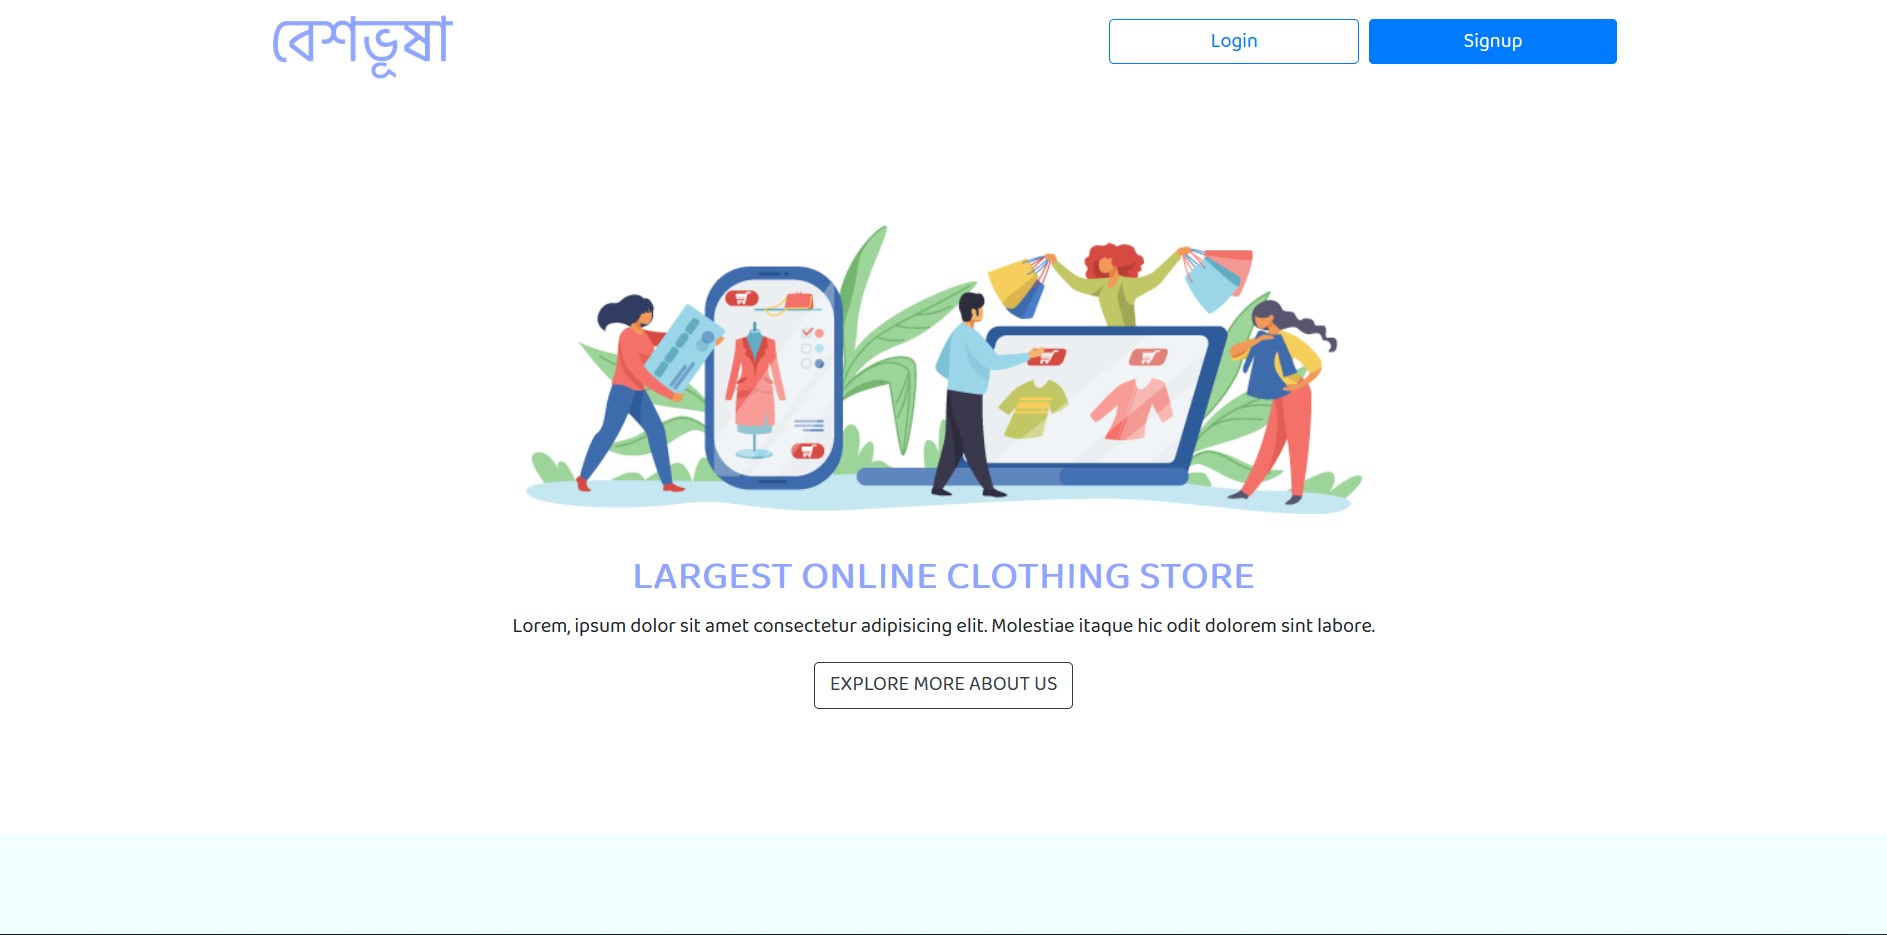 বেশভূষা
Login
Signup
LARGEST ONLINE CLOTHING STORE
Lorem, ipsum dolor sit amet consectetur adipisicing elit. Molestiae itaque hic odit dolorem sint labore.
EXPLORE MORE ABOUT US